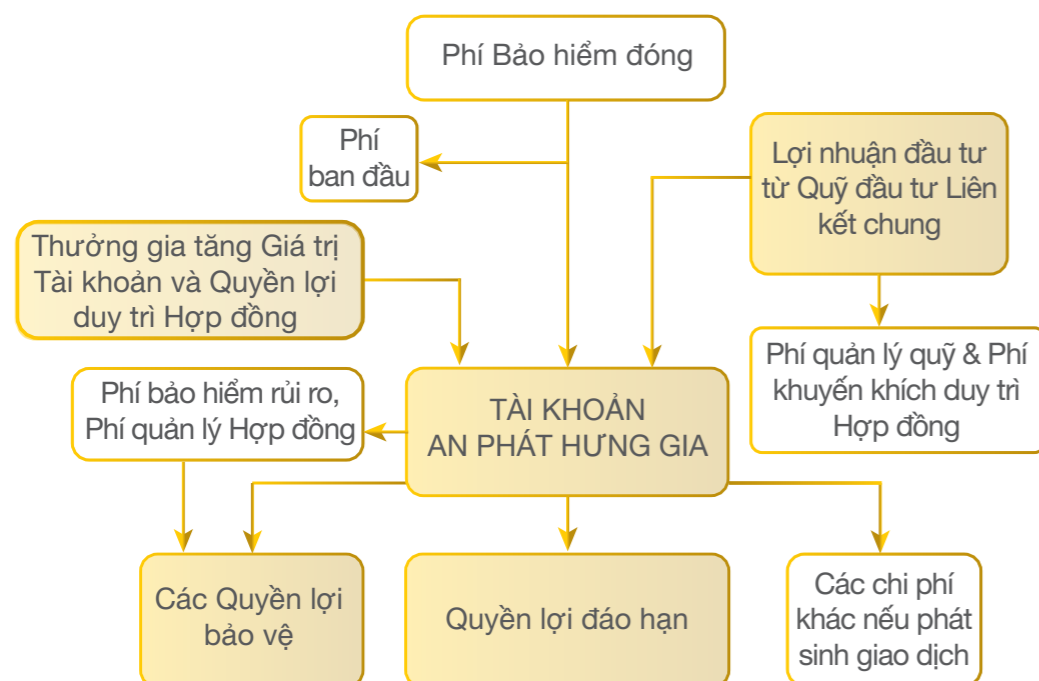 Phí Bảo hiểm đóng
Phí
ban đầu
Lợi nhuận đầu tư
từ Quỹ đầu tư Liên
kết chung
Thưởng gia tăng Giá trị
Tài khoản và Quyền lợi
duy trì Hợp đồng
Phí quản lý quỹ & Phí
khuyến khích duy trì
Hợp đồng
Phí bảo hiểm rủi ro,
Phí quản lý Hợp đồng
TÀI KHOẢN
AN PHÁT HƯNG GIA
Các Quyền lợi
bảo vệ
Quyền lợi đáo hạn
Các chi phí
khác nếu phát
sinh giao dịch